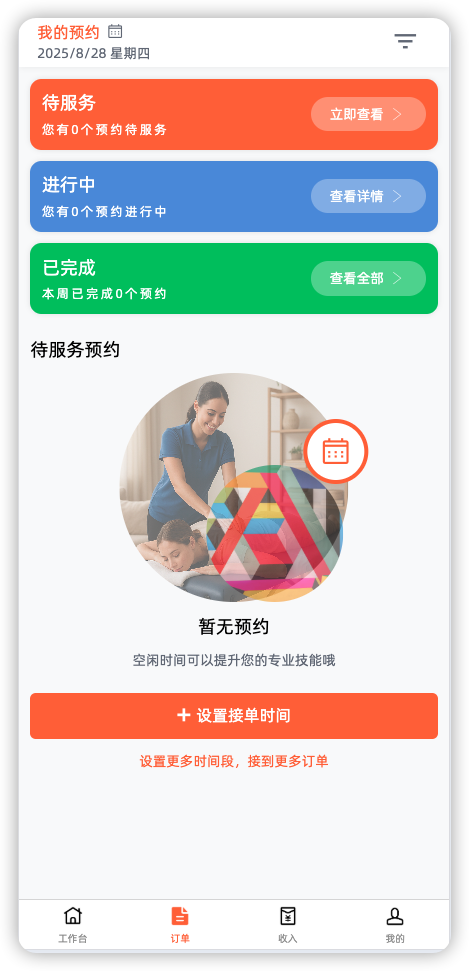 我的预约
2025/8/28 星期四
待服务
您有0个预约待服务
立即查看
进行中
您有0个预约进行中
查看详情
已完成
本周已完成0个预约
查看全部
待服务预约
暂无预约
空闲时间可以提升您的专业技能哦
+ 设置接单时间
设置更多时间段，接到更多订单
工作台 订单 收入 我的